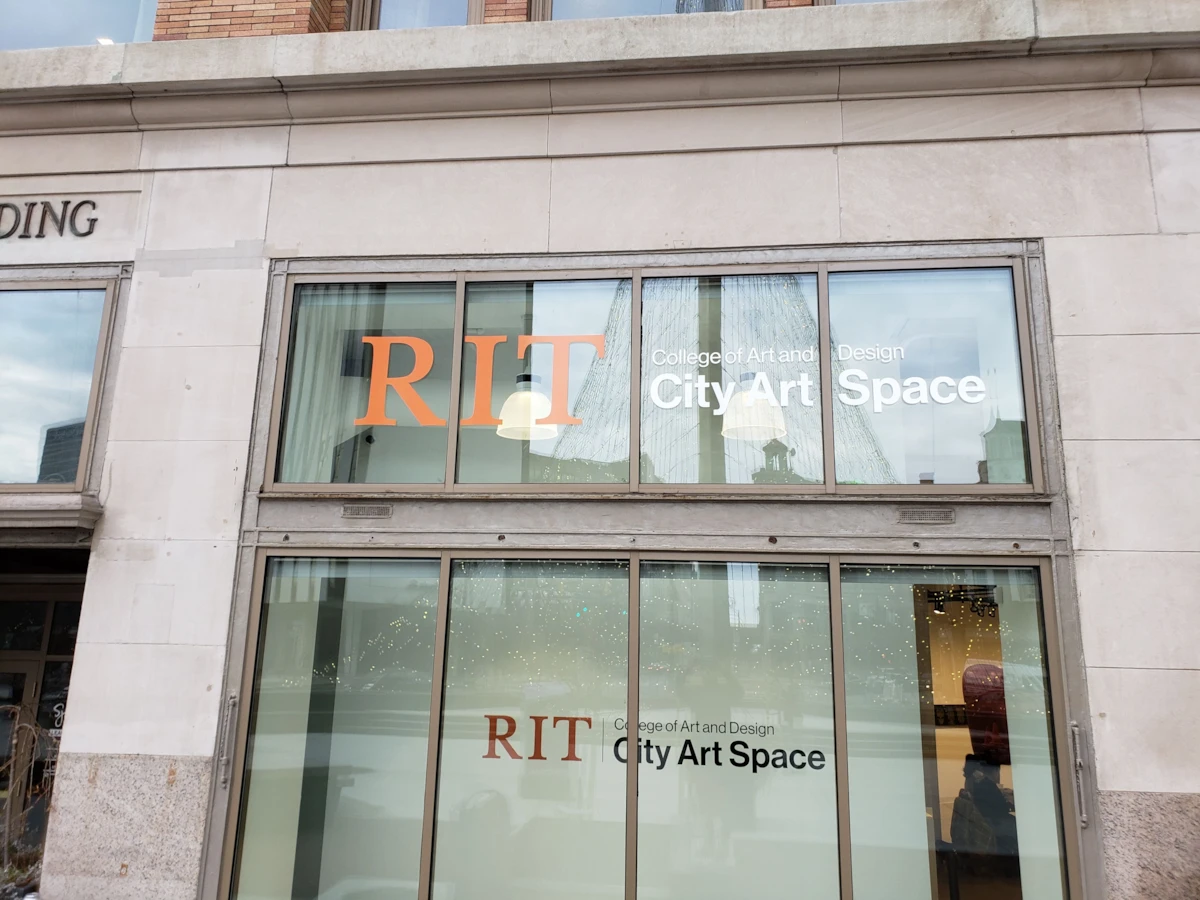 DING
RIT
College of Art and Design
City Art Space
RIT
College of Art and Design
City Art Space